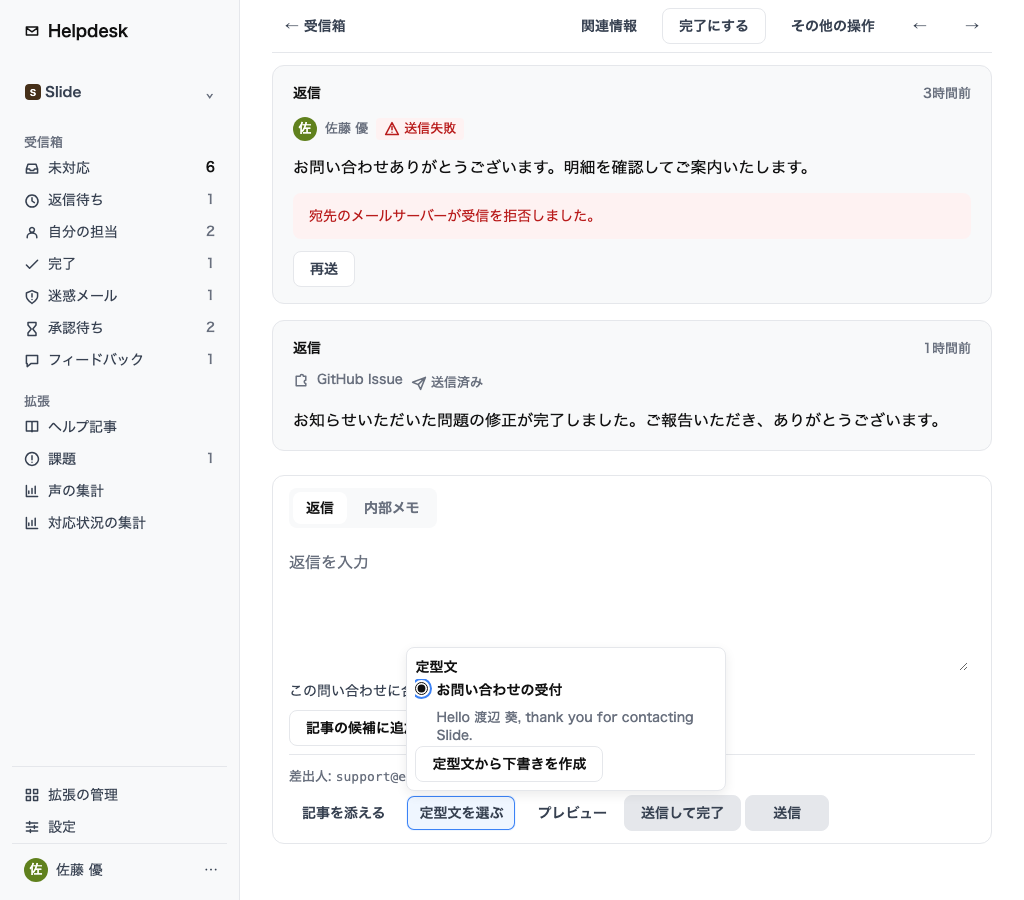 Helpdesk
S Slide
受信箱
未対応 6
返信待ち 1
自分の担当 2
完了 1
迷惑メール 1
承認待ち 2
フィードバック 1
拡張
ヘルプ記事
課題 1
声の集計
対応状況の集計
拡張の管理
設定
佐 佐藤 優 …
← 受信箱 関連情報 完了にする その他の操作 ← →
返信 3時間前
佐 佐藤 優 送信失敗
お問い合わせありがとうございます。明細を確認してご案内いたします。
宛先のメールサーバーが受信を拒否しました。
再送
返信 1時間前
GitHub Issue 送信済み
お知らせいただいた問題の修正が完了しました。ご報告いただき、ありがとうございます。
返信 内部メモ
返信を入力
定型文
お問い合わせの受付
Hello 渡辺 葵, thank you for contacting
Slide.
定型文から下書きを作成
この問い合わせに
記事の候補に追
差出人: support@e
記事を添える 定型文を選ぶ プレビュー 送信して完了 送信